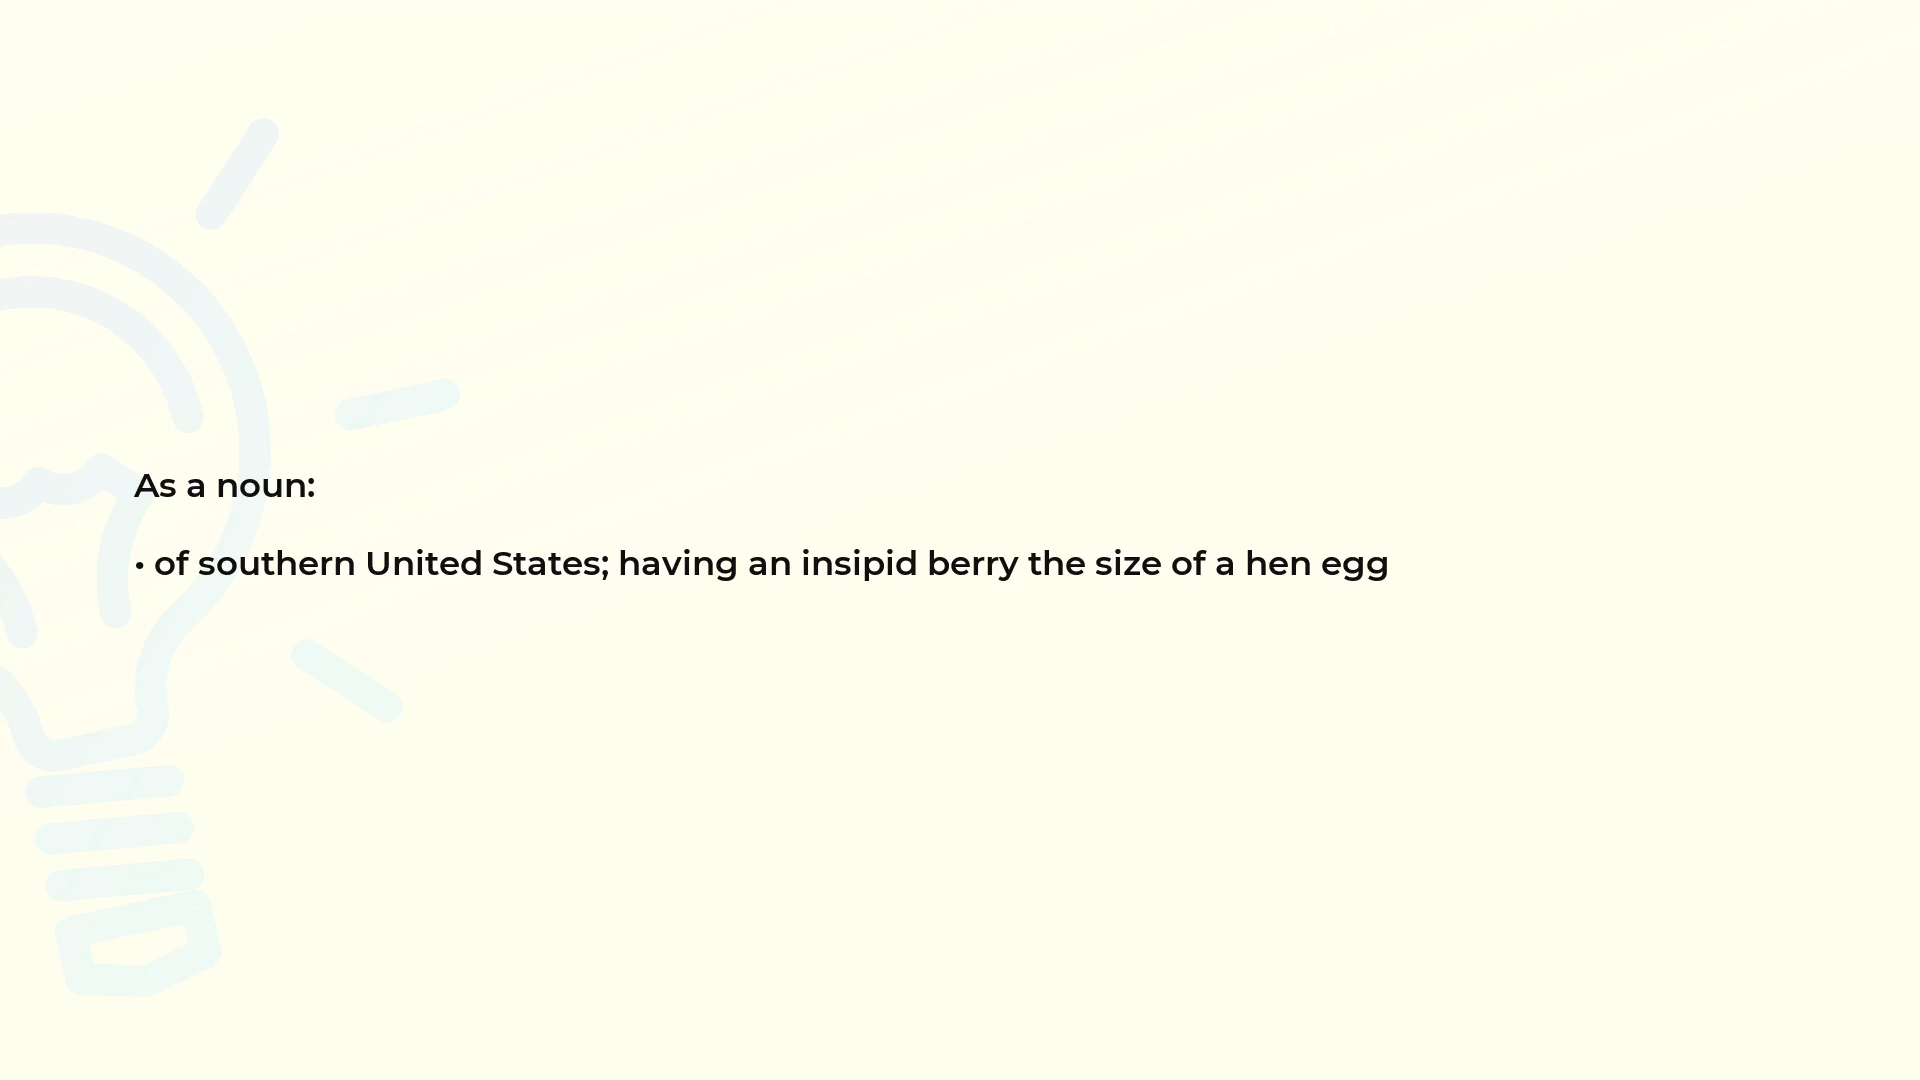 As a noun:
• of southern United States; having an insipid berry the size of a hen egg